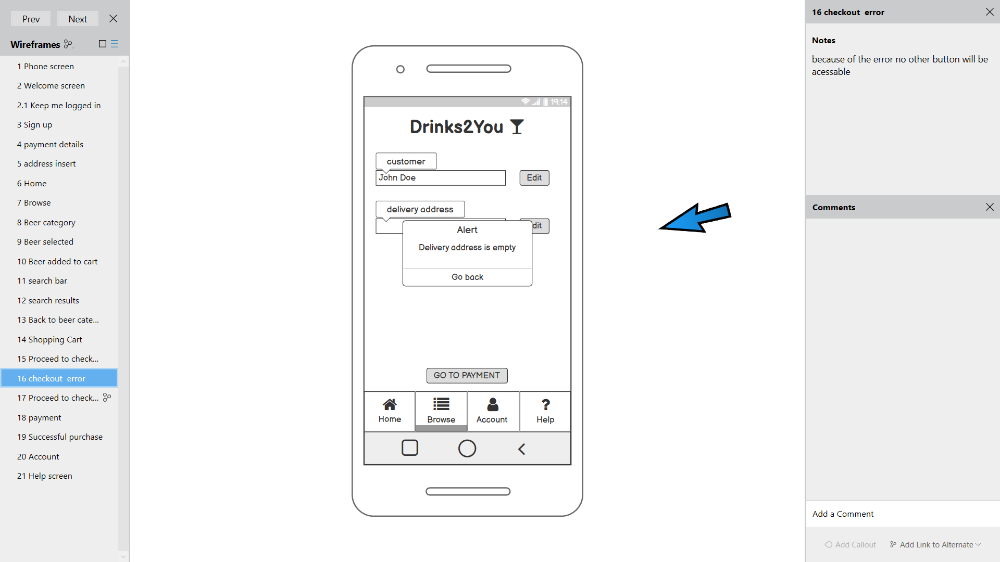 Prev
Next
Wireframes
1 Phone screen
2 Welcome screen
2.1 Keep me logged in
3 Sign up
4 payment details
5 address insert
6 Home
7 Browse
8 Beer category
9 Beer selected
10 Beer added to cart
11 search bar
12 search results
13 Back to beer cate...
14 Shopping Cart
15 Proceed to check...
16 checkout  error
17 Proceed to check...
18 payment
19 Successful purchase
20 Account
21 Help screen
19:14
Drinks2You
customer
John Doe
Edit
delivery address
dit
Alert
Delivery address is empty
Go back
GO TO PAYMENT
Home
Browse
Account
Help
16 checkout  error
Notes
because of the error no other button will be
acessable
Comments
Add a Comment
Add Callout
Add Link to Alternate